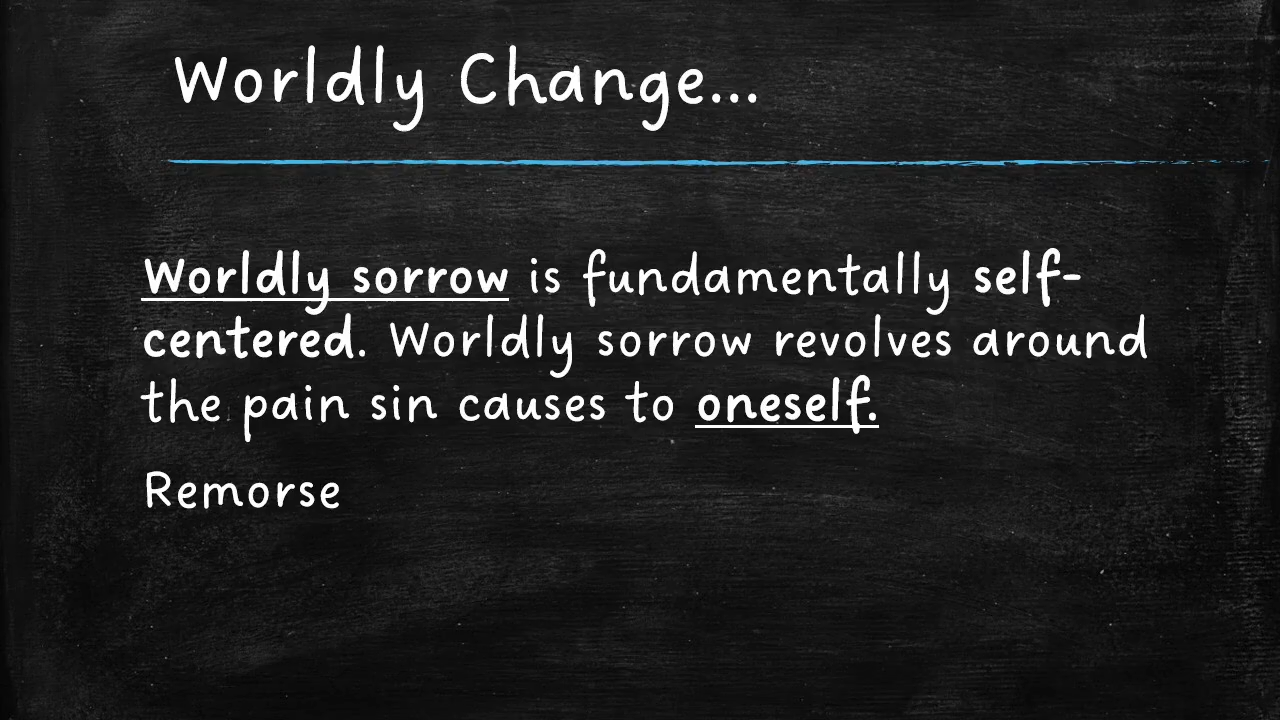 Worldly Change...
Worldly sorrow is fundamentally self-
centered. Worldly sorrow revolves around
the pain sin causes to oneself.
Remorse